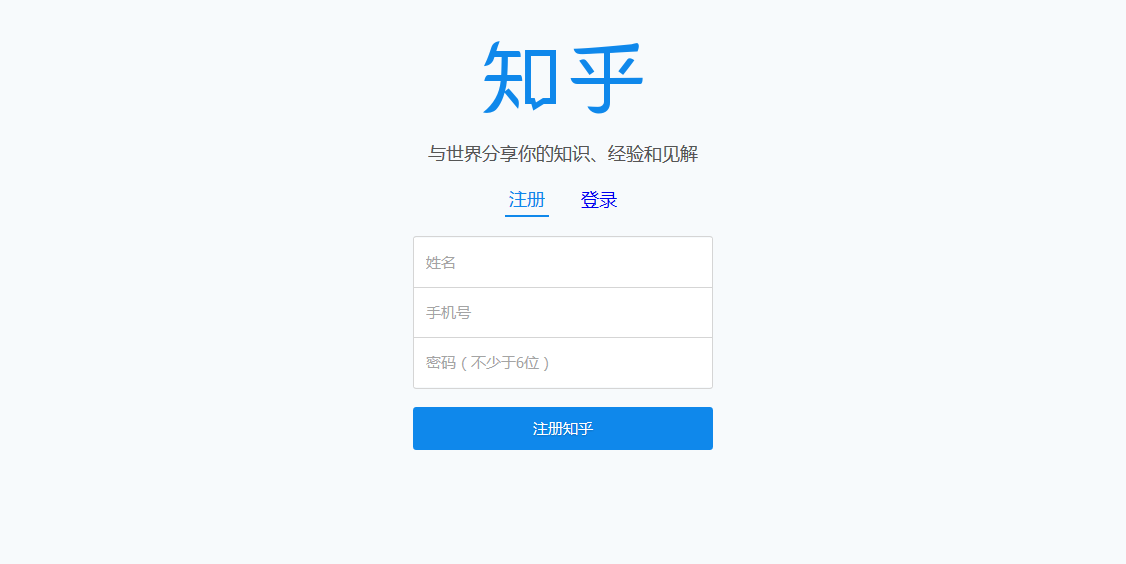 知乎
与世界分享你的知识、经验和见解
注册 登录
姓名
手机号
密码（不少于6位）
注册知乎